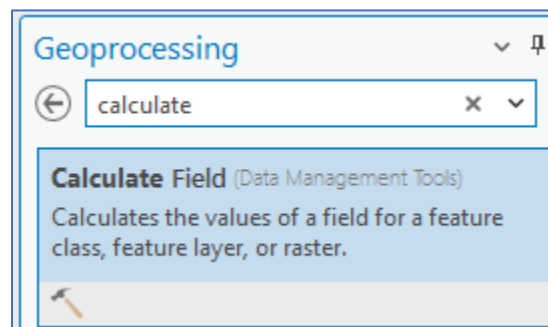 Geoprocessing
calculate
Calculate Field (Data Management Tools)
Calculates the values of a field for a feature
class, feature layer, or raster.